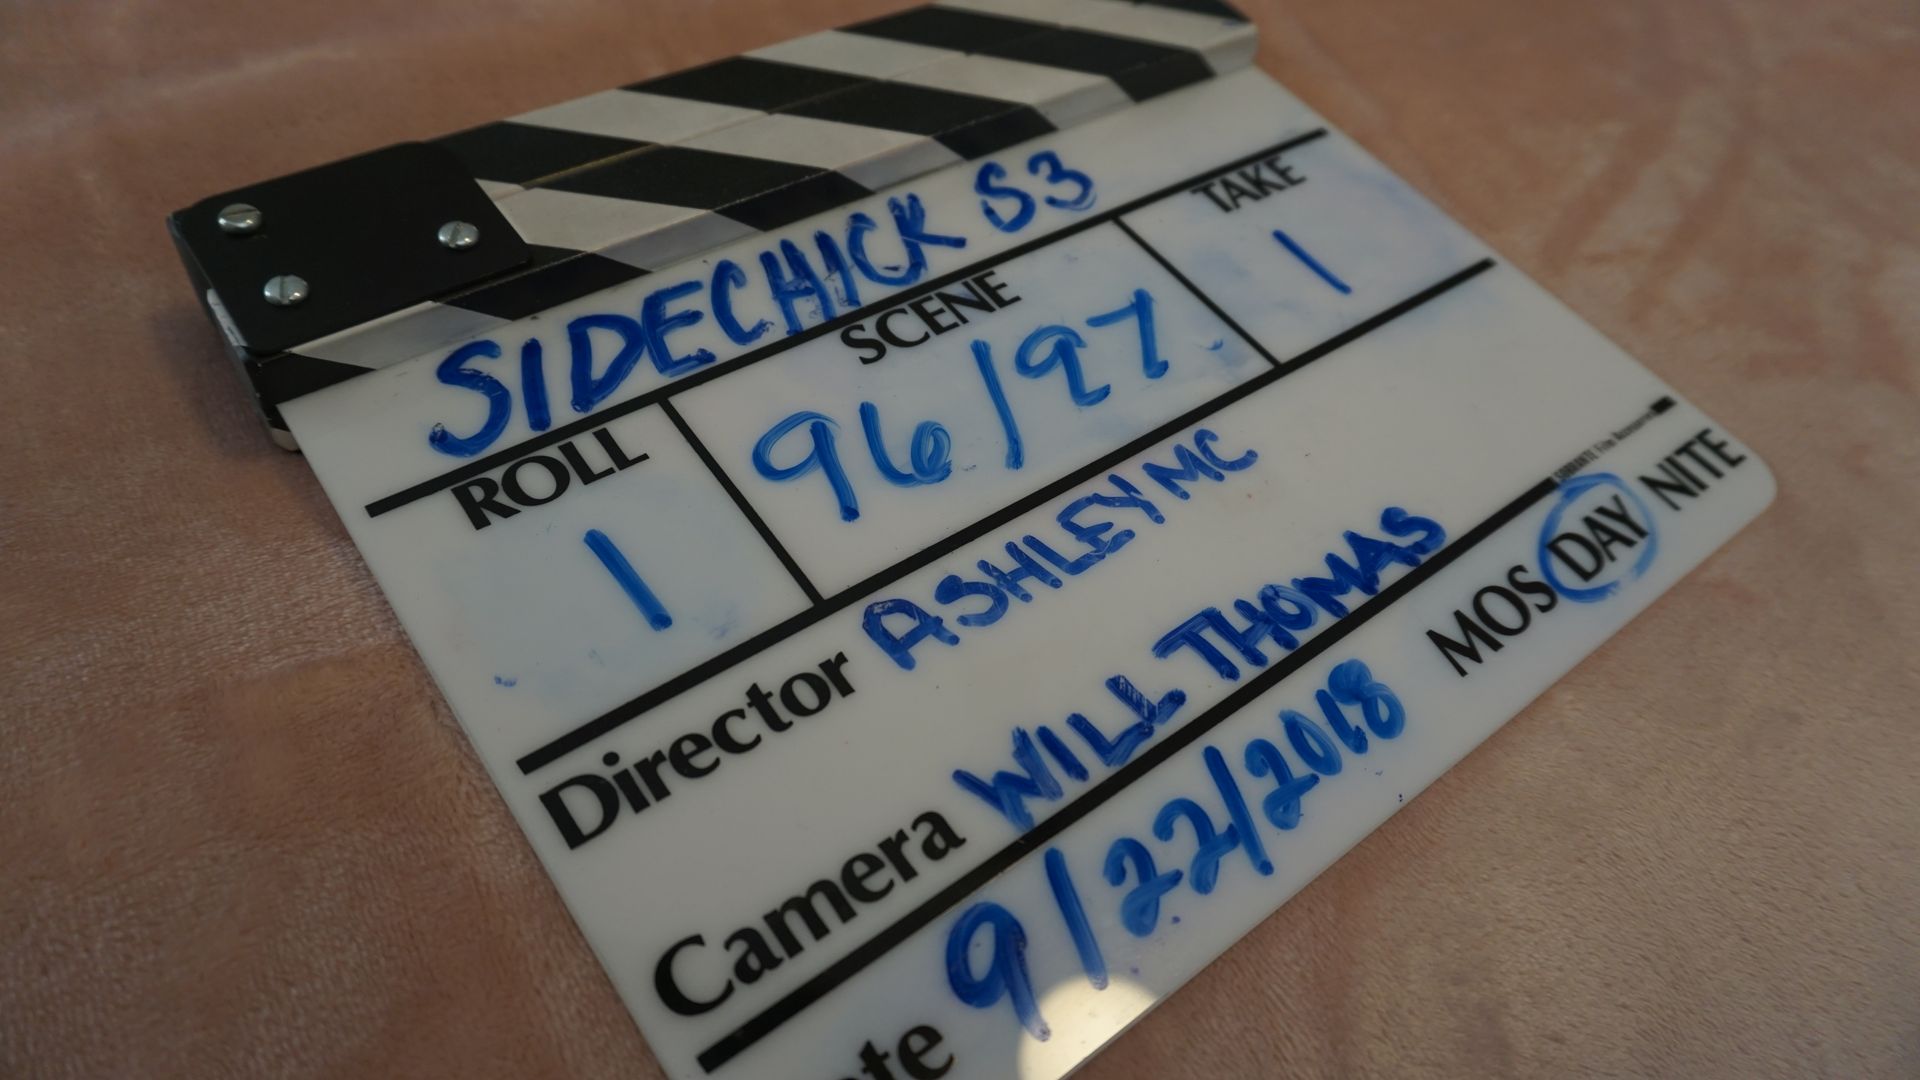 SIDECHICK S3
ROLL SCENE TAKE
1 96/97 1
Director ASHLEY MC
Camera WILL THOMAS
9/22/2018 MOS DAY NITE